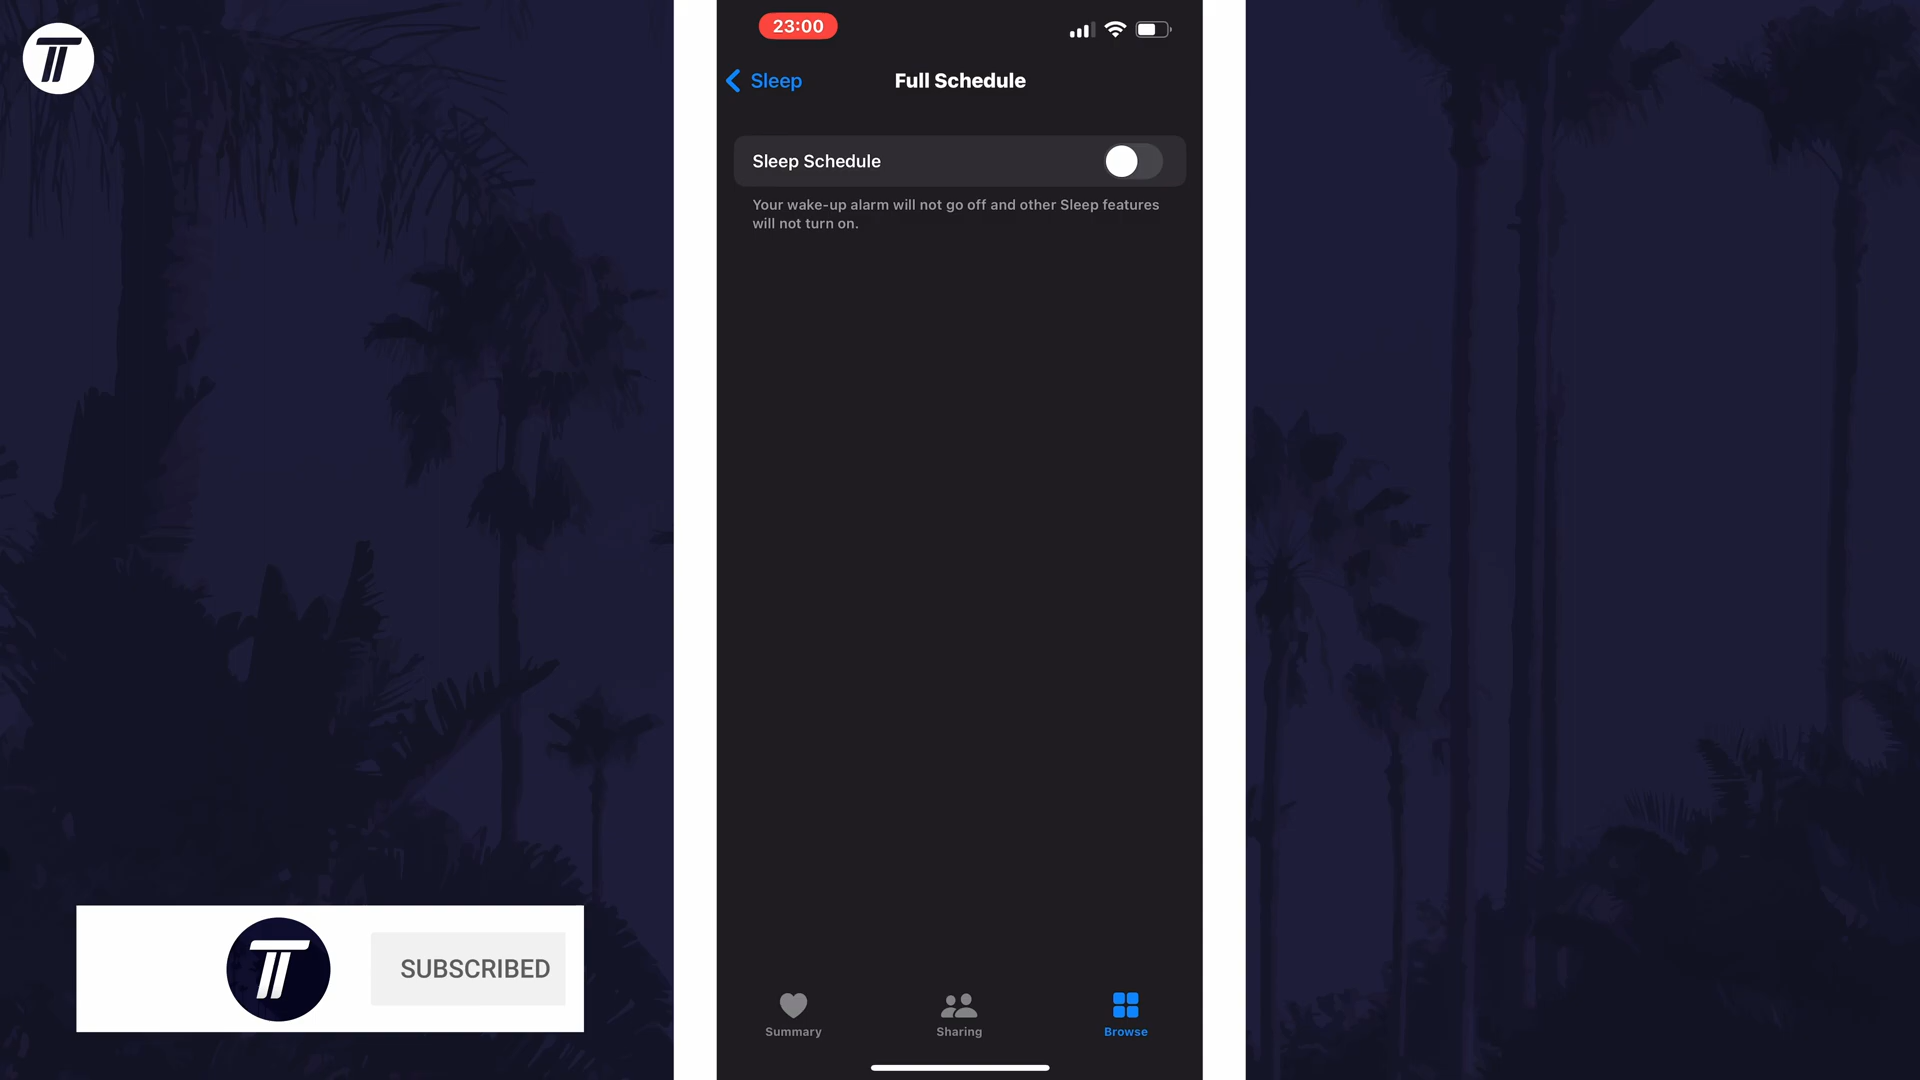 23:00
Sleep
Full Schedule
Sleep Schedule
Your wake-up alarm will not go off and other Sleep features
will not turn on.
SUBSCRIBED
Summary
Sharing
Browse